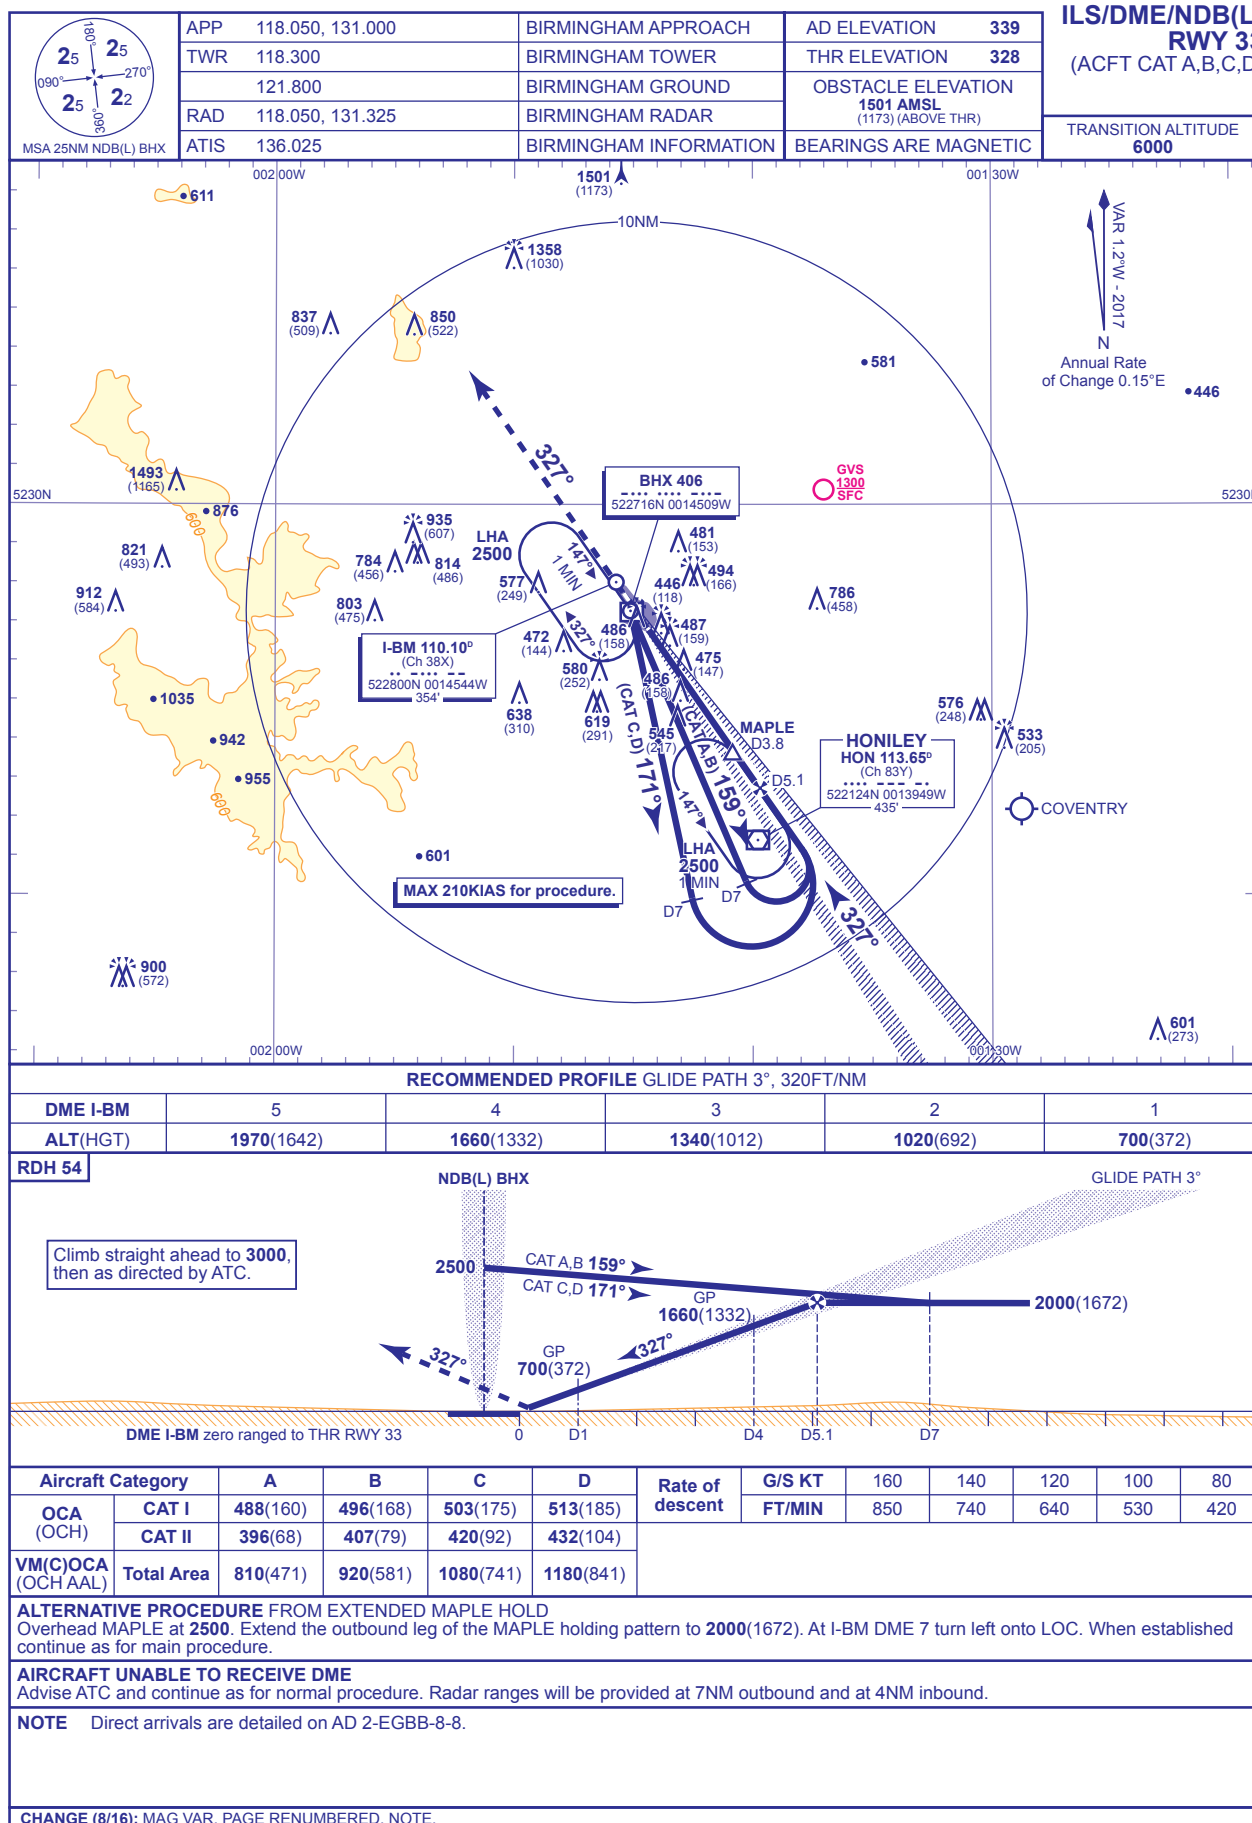 180°
25 25
090° 270°
25 22
360°
MSA 25NM NDB(L) BHX
APP 118.050, 131.000 BIRMINGHAM APPROACH
TWR 118.300 BIRMINGHAM TOWER
121.800 BIRMINGHAM GROUND
RAD 118.050, 131.325 BIRMINGHAM RADAR
ATIS 136.025 BIRMINGHAM INFORMATION
AD ELEVATION 339
THR ELEVATION 328
OBSTACLE ELEVATION
1501 AMSL
(1173) (ABOVE THR)
BEARINGS ARE MAGNETIC
ILS/DME/NDB(L
RWY 33
(ACFT CAT A,B,C,D
TRANSITION ALTITUDE
6000
002 00W
1501
(1173)
001 30W
611
10NM
1358
(1030)
VAR 1.2°W - 2017
N
Annual Rate
of Change 0.15°E
837
(509)
850
(522)
581
446
327°
1493
(1165)
BHX 406
522716N 0014509W
GVS
1300
SFC
5230N
5230N
876
600
935
(607)
LHA
2500
147°
1 MIN
481
(153)
821
(493)
784
(456)
814
(486)
494
(166)
577
(249)
446
(118)
912
(584)
803
(475)
786
(458)
327°
486
(158)
487
(159)
I-BM 110.10D
(Ch 38X)
522800N 0014544W
354'
472
(144)
580
(252)
475
(147)
486
(158)
1035
638
(310)
619
(291)
545
(217)
576
(248)
533
(205)
(CAT C,D) 171°
(CAT A,B) 159°
MAPLE
D3.8
942
955
600
HONILEY
HON 113.65D
(Ch 83Y)
522124N 0013949W
435'
D5.1
COVENTRY
147°
LHA
2500
1 MIN
601
MAX 210KIAS for procedure.
D7
D7
327°
900
(572)
601
(273)
002 00W
001 30W
RECOMMENDED PROFILE GLIDE PATH 3°, 320FT/NM
DME I-BM 5 4 3 2 1
ALT(HGT) 1970(1642) 1660(1332) 1340(1012) 1020(692) 700(372)
RDH 54
NDB(L) BHX
GLIDE PATH 3°
Climb straight ahead to 3000,
then as directed by ATC.
2500
CAT A,B 159°
CAT C,D 171°
GP
1660(1332)
2000(1672)
327°
GP
700(372)
327°
DME I-BM zero ranged to THR RWY 33
0 D1 D4 D5.1 D7
Aircraft Category A B C D
OCA
(OCH)
CAT I 488(160) 496(168) 503(175) 513(185)
CAT II 396(68) 407(79) 420(92) 432(104)
VM(C)OCA
(OCH AAL)
Total Area 810(471) 920(581) 1080(741) 1180(841)
Rate of
descent
G/S KT 160 140 120 100 80
FT/MIN 850 740 640 530 420
ALTERNATIVE PROCEDURE FROM EXTENDED MAPLE HOLD
Overhead MAPLE at 2500. Extend the outbound leg of the MAPLE holding pattern to 2000(1672). At I-BM DME 7 turn left onto LOC. When established
continue as for main procedure.
AIRCRAFT UNABLE TO RECEIVE DME
Advise ATC and continue as for normal procedure. Radar ranges will be provided at 7NM outbound and at 4NM inbound.
NOTE Direct arrivals are detailed on AD 2-EGBB-8-8.
CHANGE (8/16): MAG VAR. PAGE RENUMBERED. NOTE.